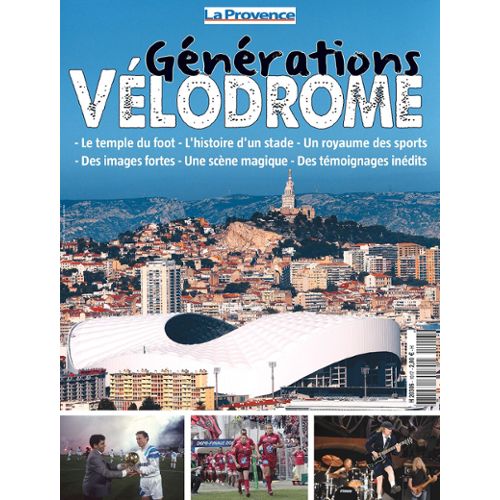 La Provence
Générations
VÉLODROME
- Le temple du foot - L'histoire d'un stade - Un royaume des sports
- Des images fortes - Une scène magique - Des témoignages inédits